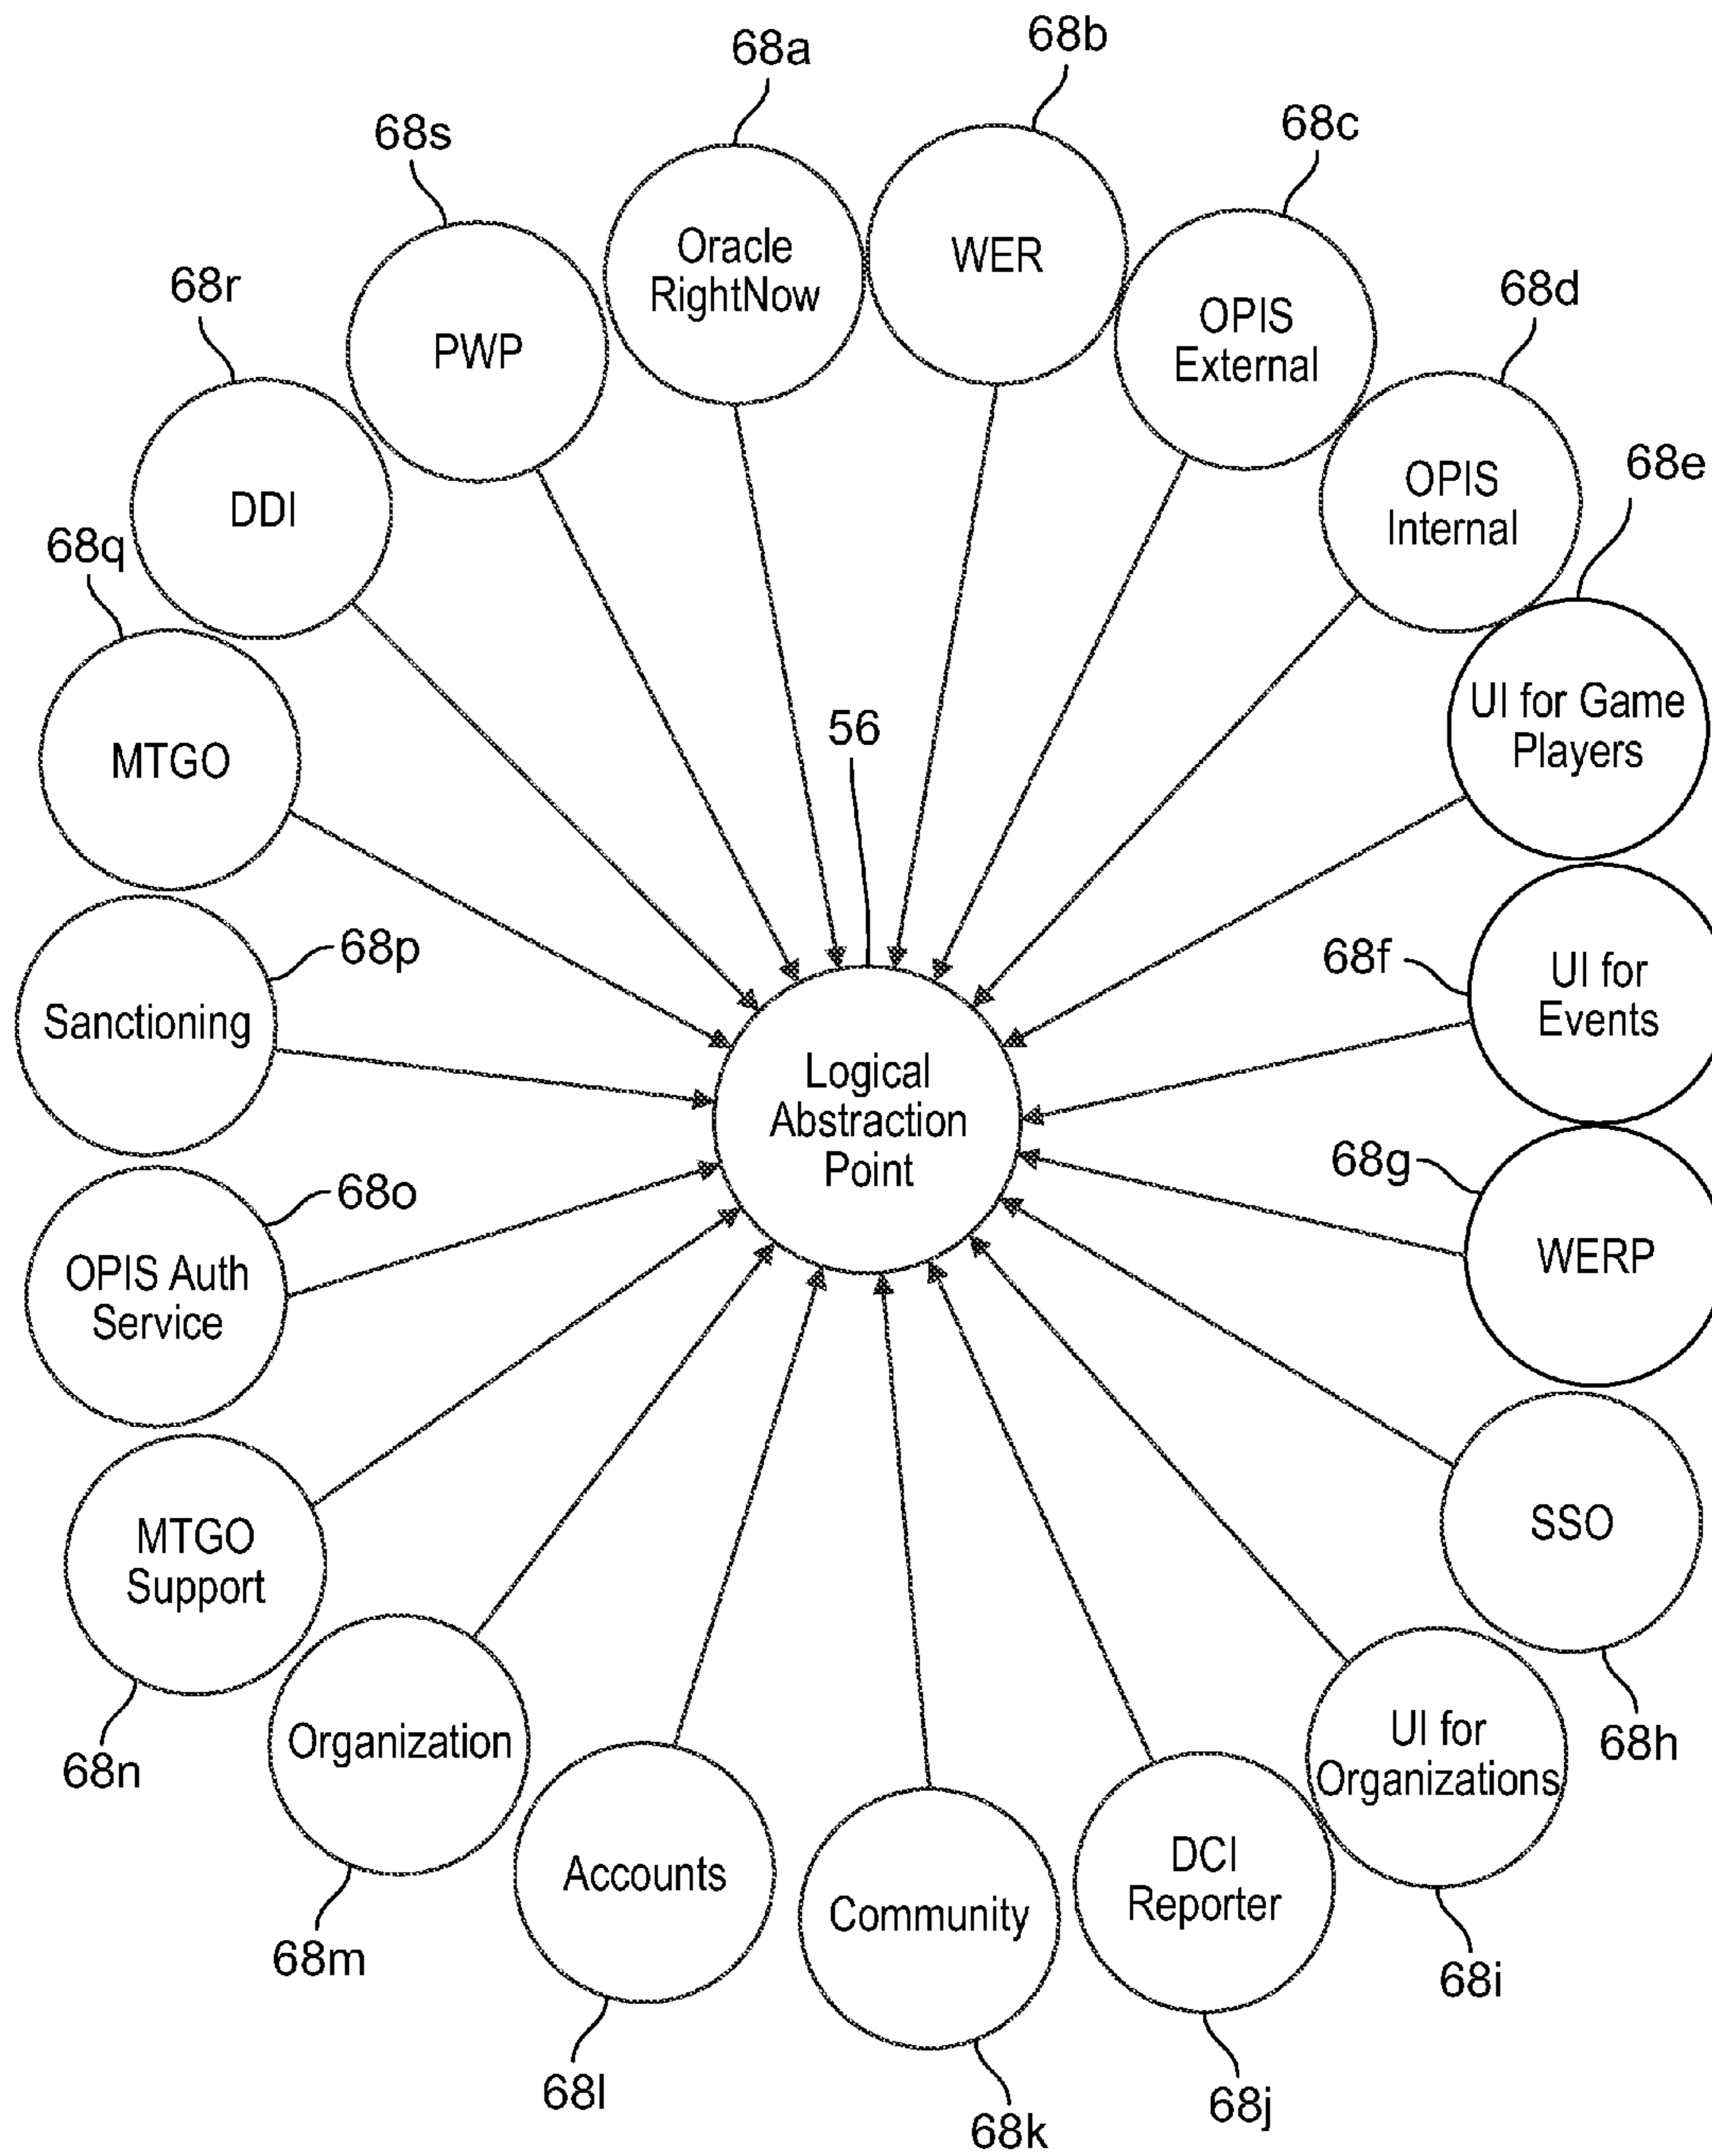 68a
68b
68c
68s
Oracle
RightNow
WER
OPIS
External
68r
68d
PWP
OPIS
Internal
68e
DDI
68q
UI for Game
Players
56
MTGO
68p
Sanctioning
68f
UI for
Events
Logical
Abstraction
Point
68o
OPIS Auth
Service
68g
WERP
MTGO
Support
SSO
68n
Organization
68h
UI for
Organizations
68m
Accounts
Community
DCI
Reporter
68i
68l
68k
68j